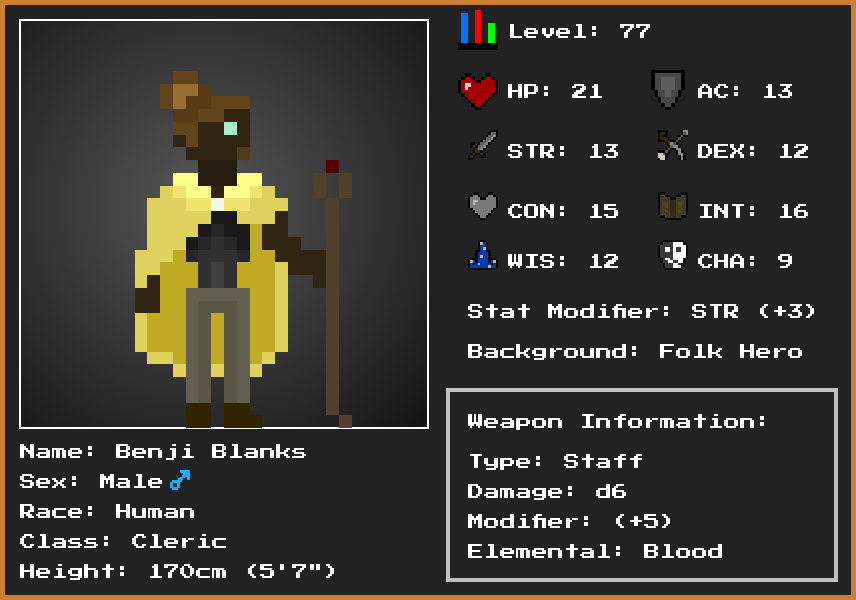 Level: 77
HP: 21
AC: 13
STR: 13
DEX: 12
CON: 15
INT: 16
WIS: 12
CHA: 9
Stat Modifier: STR (+3)
Background: Folk Hero
Weapon Information:
Type: Staff
Damage: d6
Modifier: (+5)
Elemental: Blood
Name: Benji Blanks
Sex: Male♂
Race: Human
Class: Cleric
Height: 170cm (5'7")